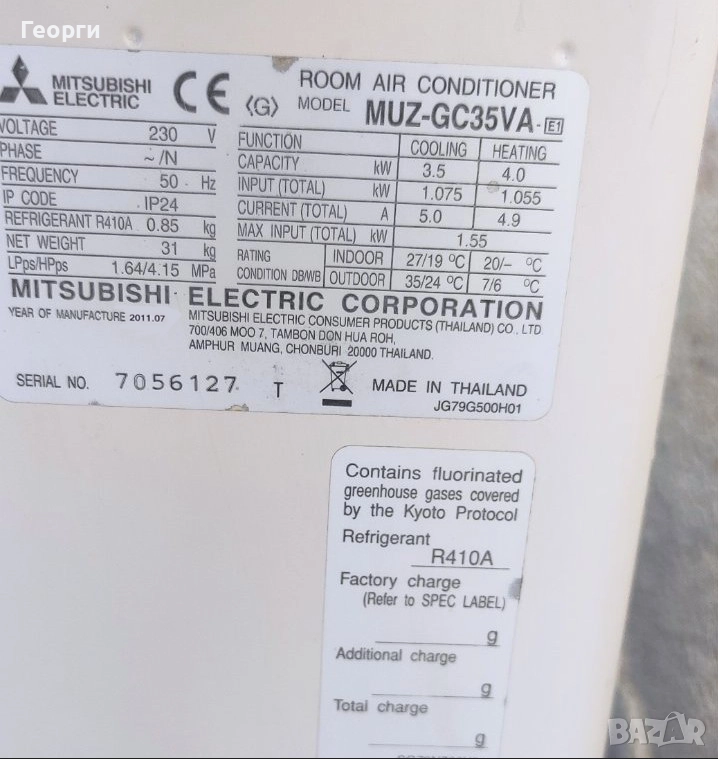 Георги
MITSUBISHI
ELECTRIC
CE
⟨G⟩
ROOM AIR CONDITIONER
MODEL MUZ-GC35VA-E1
VOLTAGE 230 V
PHASE ~/N
FREQUENCY 50 Hz
IP CODE IP24
REFRIGERANT R410A 0.85 kg
NET WEIGHT 31 kg
LPps/HPps 1.64/4.15 MPa
FUNCTION COOLING HEATING
CAPACITY kW 3.5 4.0
INPUT (TOTAL) kW 1.075 1.055
CURRENT (TOTAL) A 5.0 4.9
MAX INPUT (TOTAL) kW 1.55
RATING INDOOR 27/19 ºC 20/- ºC
CONDITION DB/WB OUTDOOR 35/24 ºC 7/6 ºC
MITSUBISHI ELECTRIC CORPORATION
YEAR OF MANUFACTURE 2011.07
MITSUBISHI ELECTRIC CONSUMER PRODUCTS (THAILAND) CO., LTD
700/406 MOO 7, TAMBON DON HUA ROH,
AMPHUR MUANG, CHONBURI 20000 THAILAND.
SERIAL NO. 7056127 T
MADE IN THAILAND
JG79G500H01
Contains fluorinated
greenhouse gases covered
by the Kyoto Protocol
Refrigerant
R410A
Factory charge
(Refer to SPEC LABEL)
g
Additional charge
g
Total charge
g
BAZAR